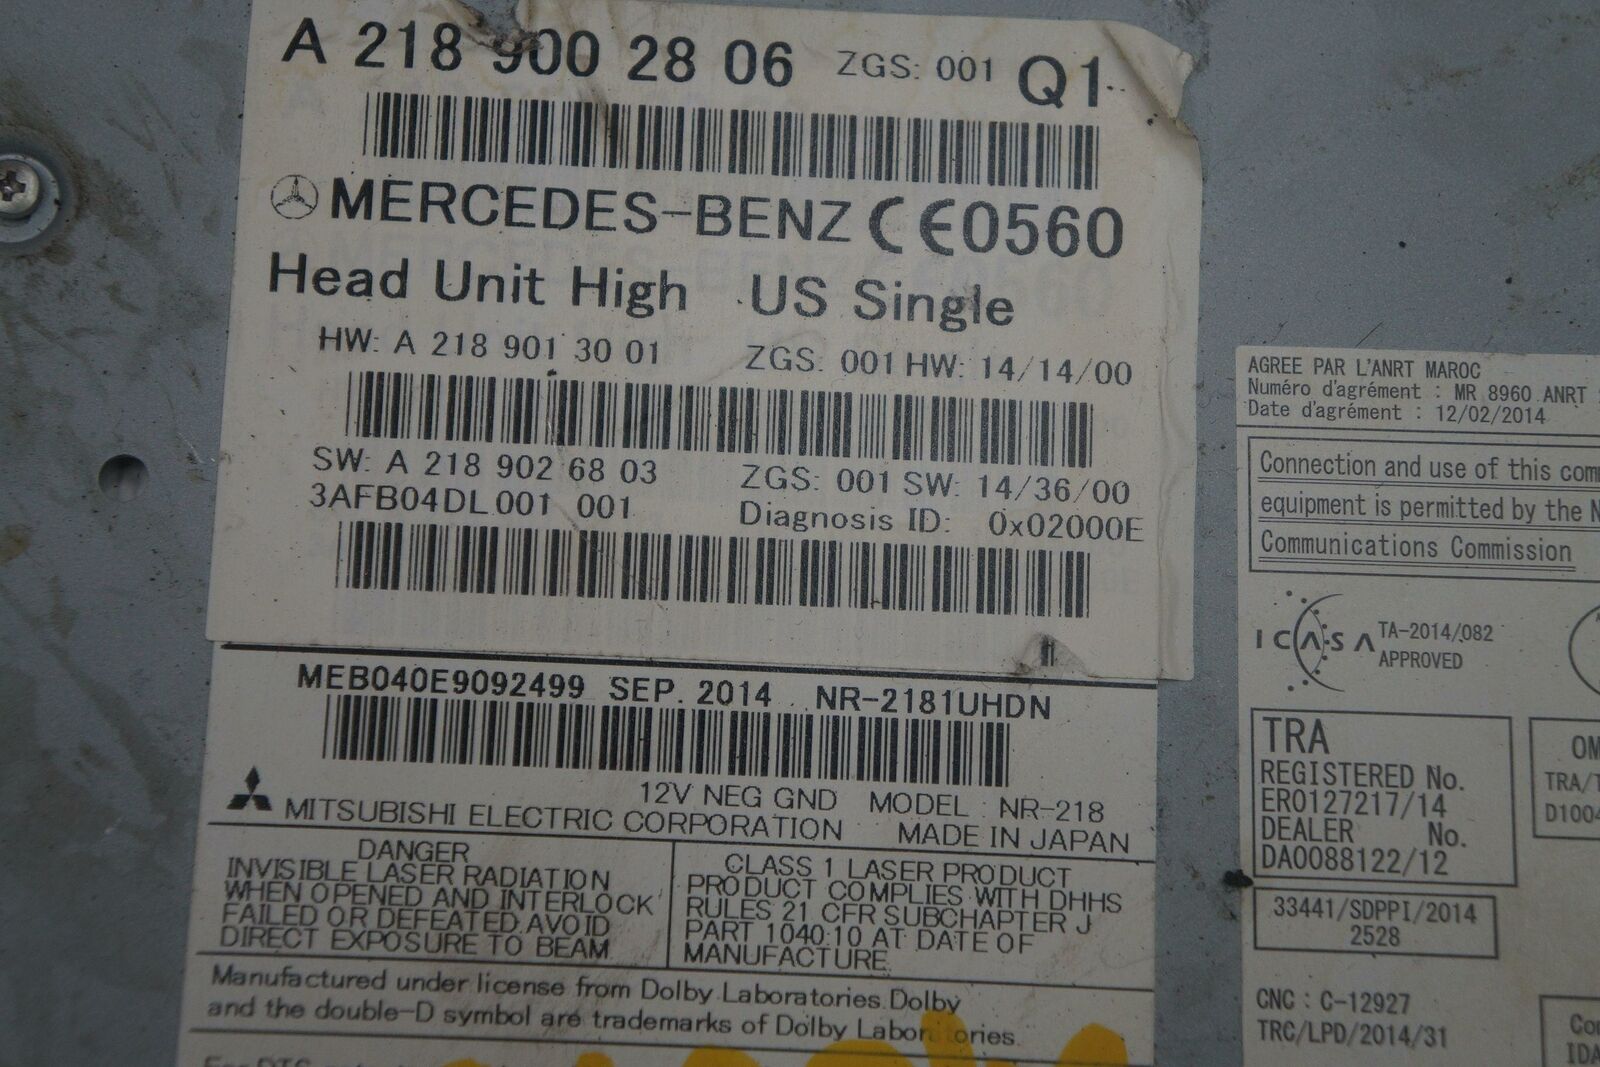 A 218 900 28 06 ZGS: 001 Q1
MERCEDES-BENZ CE0560
Head Unit High US Single
HW: A 218 901 30 01 ZGS: 001 HW: 14/14/00
SW: A 218 902 68 03 ZGS: 001 SW: 14/36/00
3AFB04DL.001 001 Diagnosis ID: 0x02000E
MEB040E9092499 SEP. 2014 NR-2181UHDN
12V NEG GND MODEL NR-218
MITSUBISHI ELECTRIC CORPORATION MADE IN JAPAN
DANGER
INVISIBLE LASER RADIATION
WHEN OPENED AND INTERLOCK
FAILED OR DEFEATED.AVOID
DIRECT EXPOSURE TO BEAM
CLASS 1 LASER PRODUCT
PRODUCT COMPLIES WITH DHHS
RULES 21 CFR SUBCHAPTER J
PART 1040:10 AT DATE OF
MANUFACTURE
Manufactured under license from Dolby Laboratories.Dolby
and the double-D symbol are trademarks of Dolby Laboratories.
AGREE PAR L'ANRT MAROC
Numéro d'agrément : MR 8960 ANRT
Date d'agrément : 12/02/2014
Connection and use of this
equipment is permitted by the
Communications Commission
ICASA TA-2014/082
APPROVED
TRA
REGISTERED No.
ER0127217/14
DEALER No.
DA0088122/12
33441/SDPPI/2014
2528
CNC : C-12927
TRC/LPD/2014/31